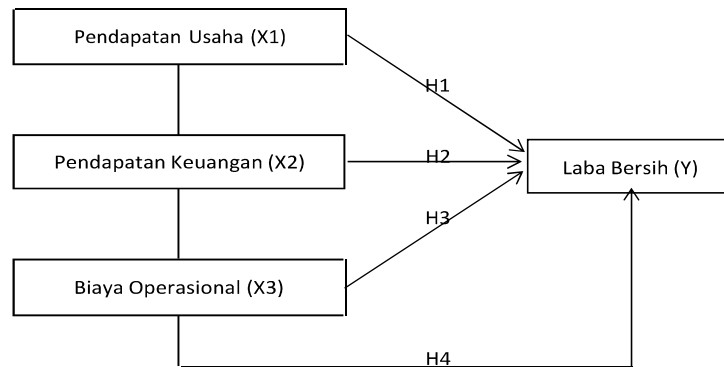 Pendapatan Usaha (X1)
H1
Pendapatan Keuangan (X2)
H2
Laba Bersih (Y)
H3
Biaya Operasional (X3)
H4